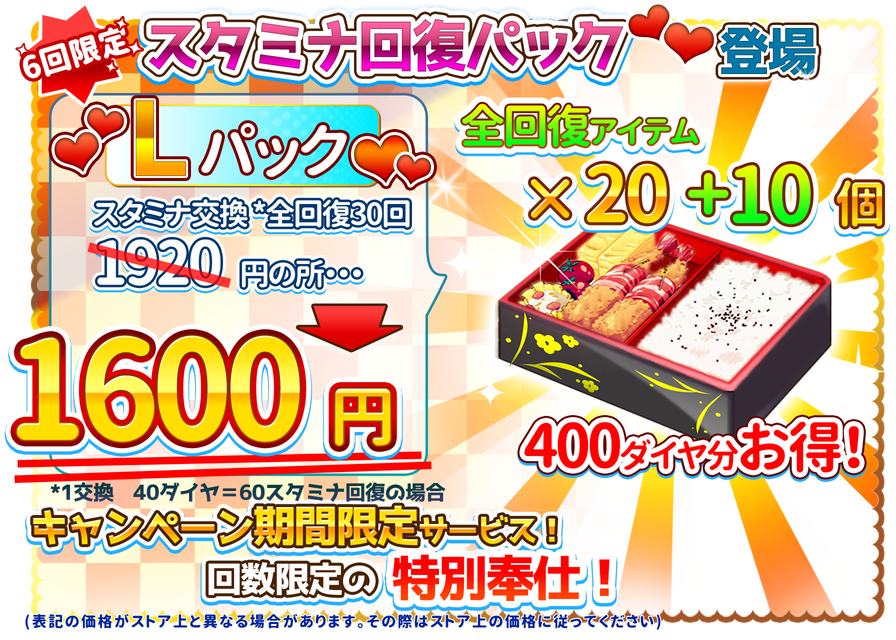 6回限定
スタミナ回復パック
登場
Lパック
スタミナ交換*全回復30回
1920円の所…
1600円
*1交換 40ダイヤ=60スタミナ回復の場合
全回復アイテム
×20+10個
400ダイヤ分お得!
キャンペーン期間限定サービス!
回数限定の特別奉仕!
(表記の価格がストア上と異なる場合があります。その際はストア上の価格に従ってください)